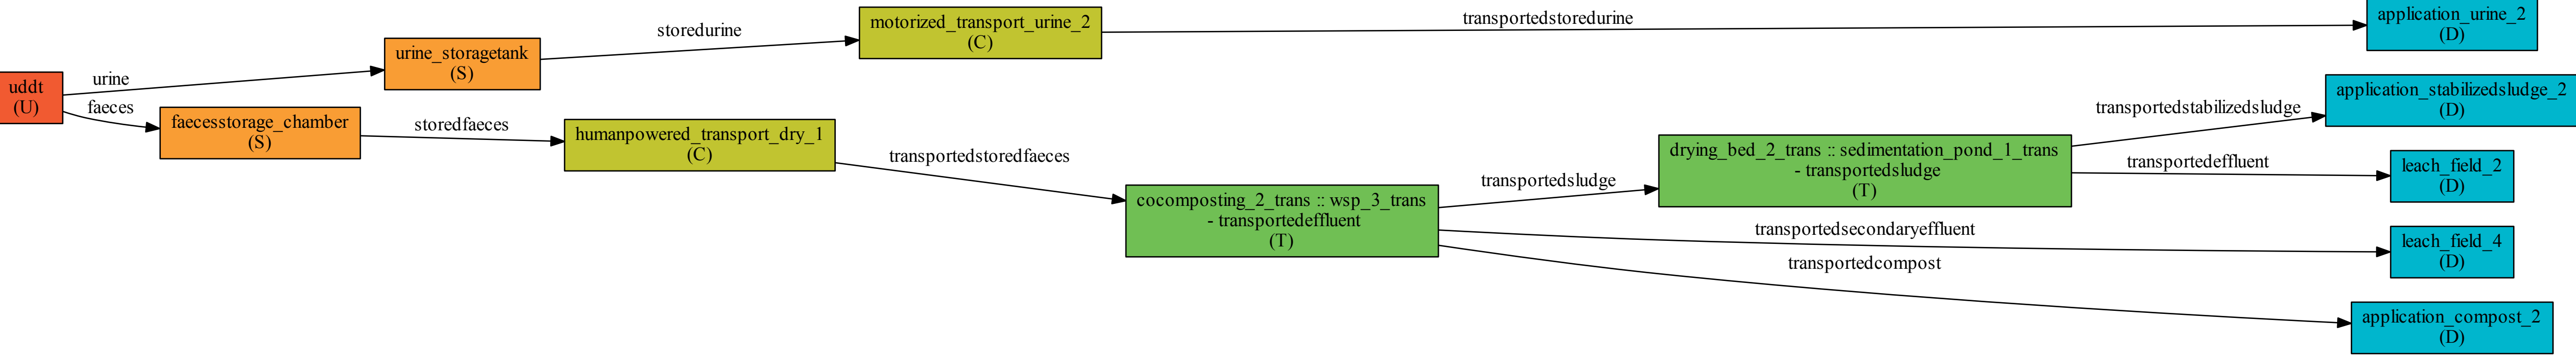 uddt
(U)
urine
faeces
urine_storagetank
(S)
faecesstorage_chamber
(S)
storedurine
storedfaeces
motorized_transport_urine_2
(C)
humanpowered_transport_dry_1
(C)
transportedstoredurine
transportedstoredfaeces
cocomposting_2_trans :: wsp_3_trans
- transportedeffluent
(T)
transportedsludge
transportedsecondaryeffluent
transportedcompost
drying_bed_2_trans :: sedimentation_pond_1_trans
- transportedsludge
(T)
transportedstabilizedsludge
transportedeffluent
application_urine_2
(D)
application_stabilizedsludge_2
(D)
leach_field_2
(D)
leach_field_4
(D)
application_compost_2
(D)